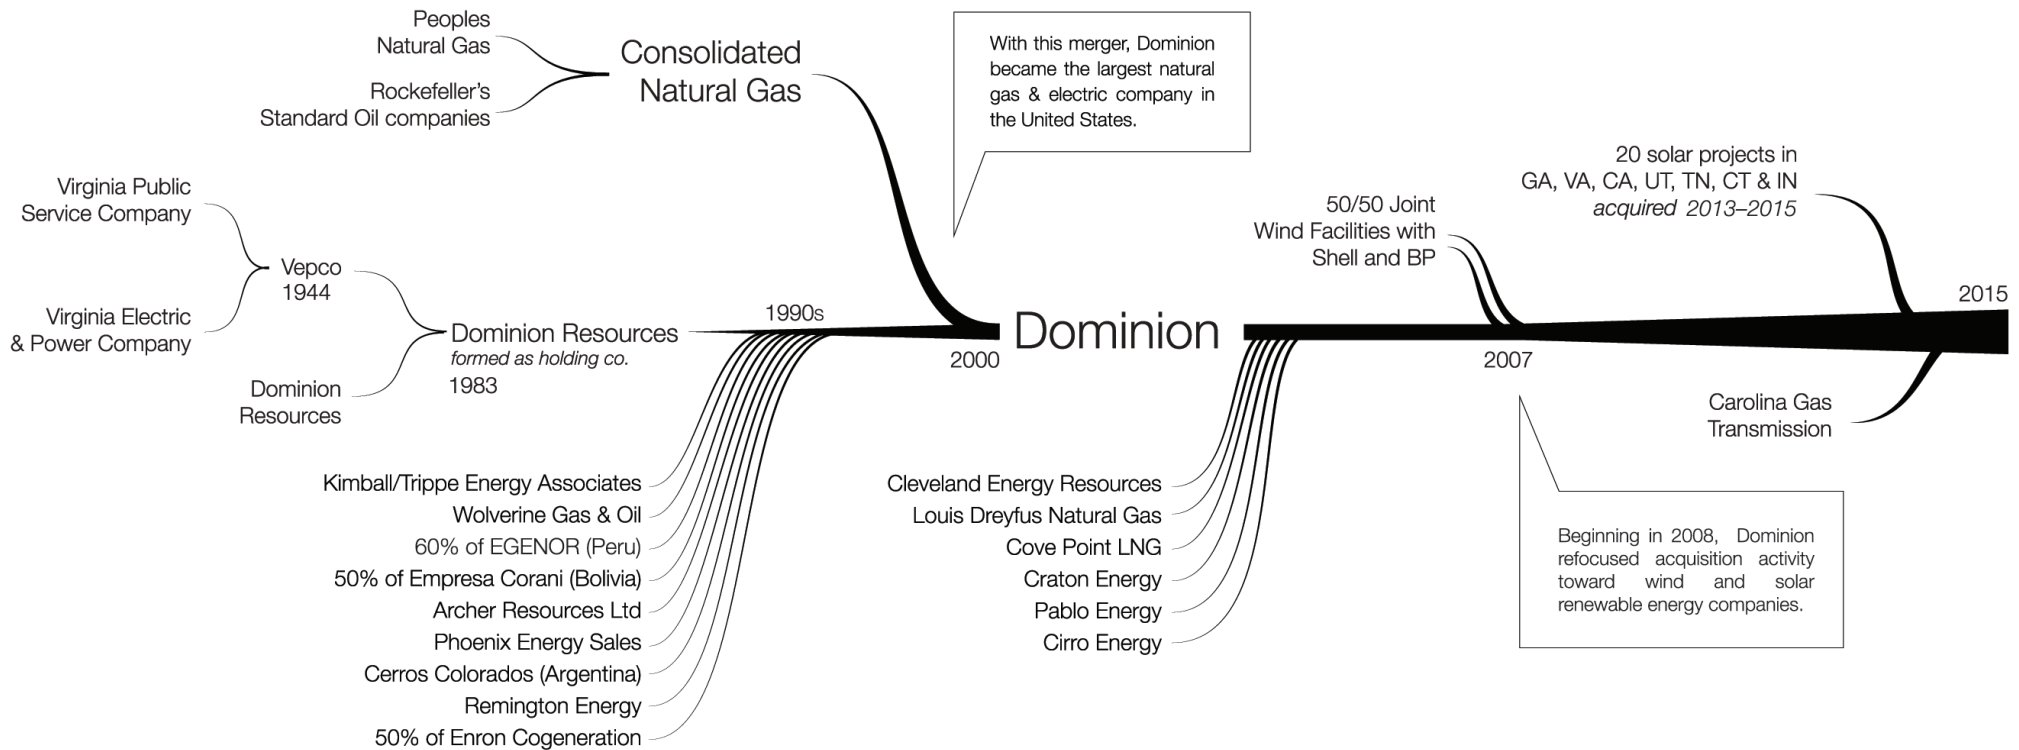 Peoples
Natural Gas
Rockefeller's
Standard Oil companies
Consolidated
Natural Gas
With this merger, Dominion
became the largest natural
gas & electric company in
the United States.
Virginia Public
Service Company
Virginia Electric
& Power Company
Vepco
1944
Dominion
Resources
Dominion Resources
formed as holding co.
1983
1990s
Kimball/Trippe Energy Associates
Wolverine Gas & Oil
60% of EGENOR (Peru)
50% of Empresa Corani (Bolivia)
Archer Resources Ltd
Phoenix Energy Sales
Cerros Colorados (Argentina)
Remington Energy
50% of Enron Cogeneration
2000
Dominion
Cleveland Energy Resources
Louis Dreyfus Natural Gas
Cove Point LNG
Craton Energy
Pablo Energy
Cirro Energy
50/50 Joint
Wind Facilities with
Shell and BP
2007
Beginning in 2008, Dominion
refocused acquisition activity
toward wind and solar
renewable energy companies.
20 solar projects in
GA, VA, CA, UT, TN, CT & IN
acquired 2013–2015
2015
Carolina Gas
Transmission